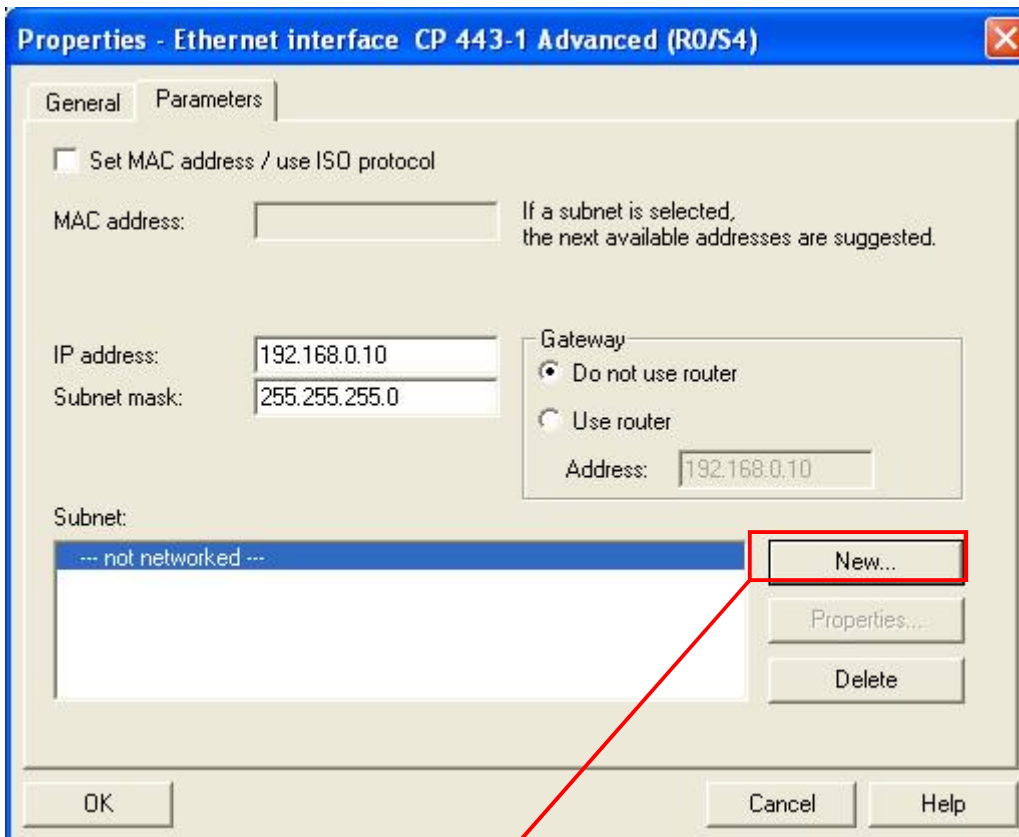 Properties - Ethernet interface CP 443-1 Advanced (R0/S4)
General Parameters
Set MAC address / use ISO protocol
MAC address:
If a subnet is selected,
the next available addresses are suggested.
IP address: 192.168.0.10
Subnet mask: 255.255.255.0
Gateway
Do not use router
Use router
Address: 192.168.0.10
Subnet:
--- not networked ---
New...
Properties...
Delete
OK Cancel Help